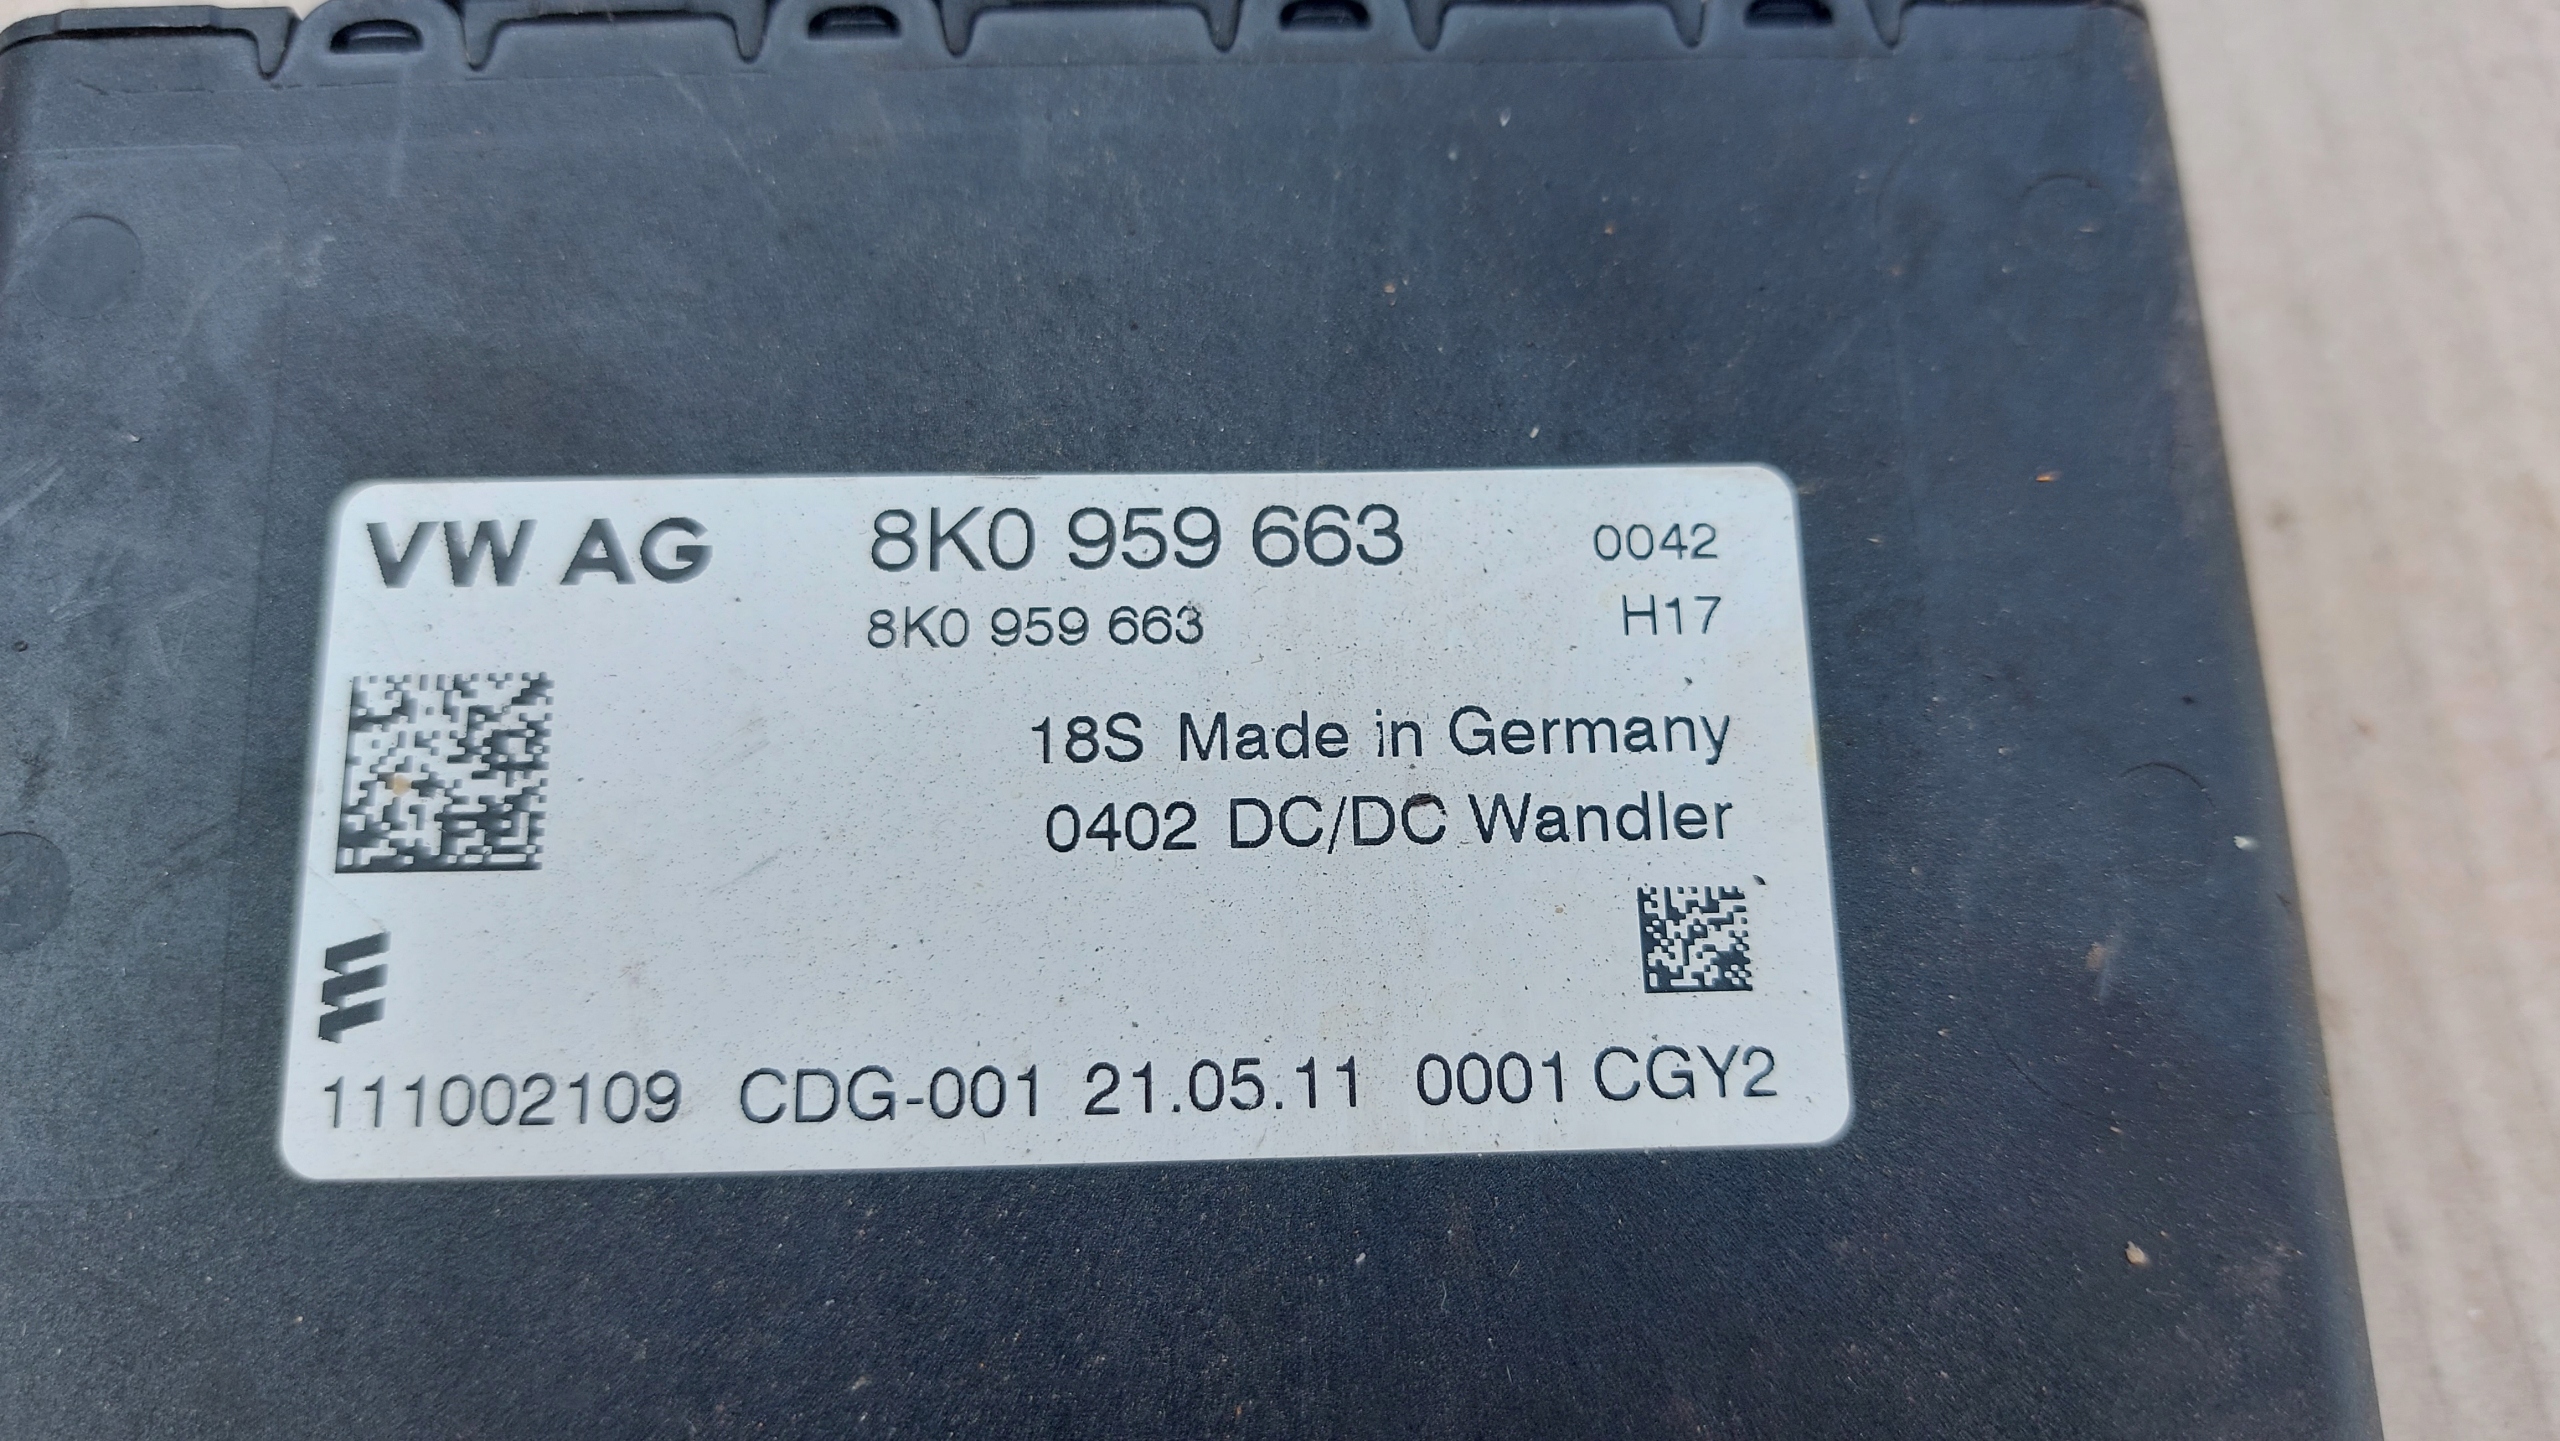 VW AG 8K0 959 663 0042
8K0 959 663 H17
18S Made in Germany
0402 DC/DC Wandler
111002109 CDG-001 21.05.11 0001 CGY2